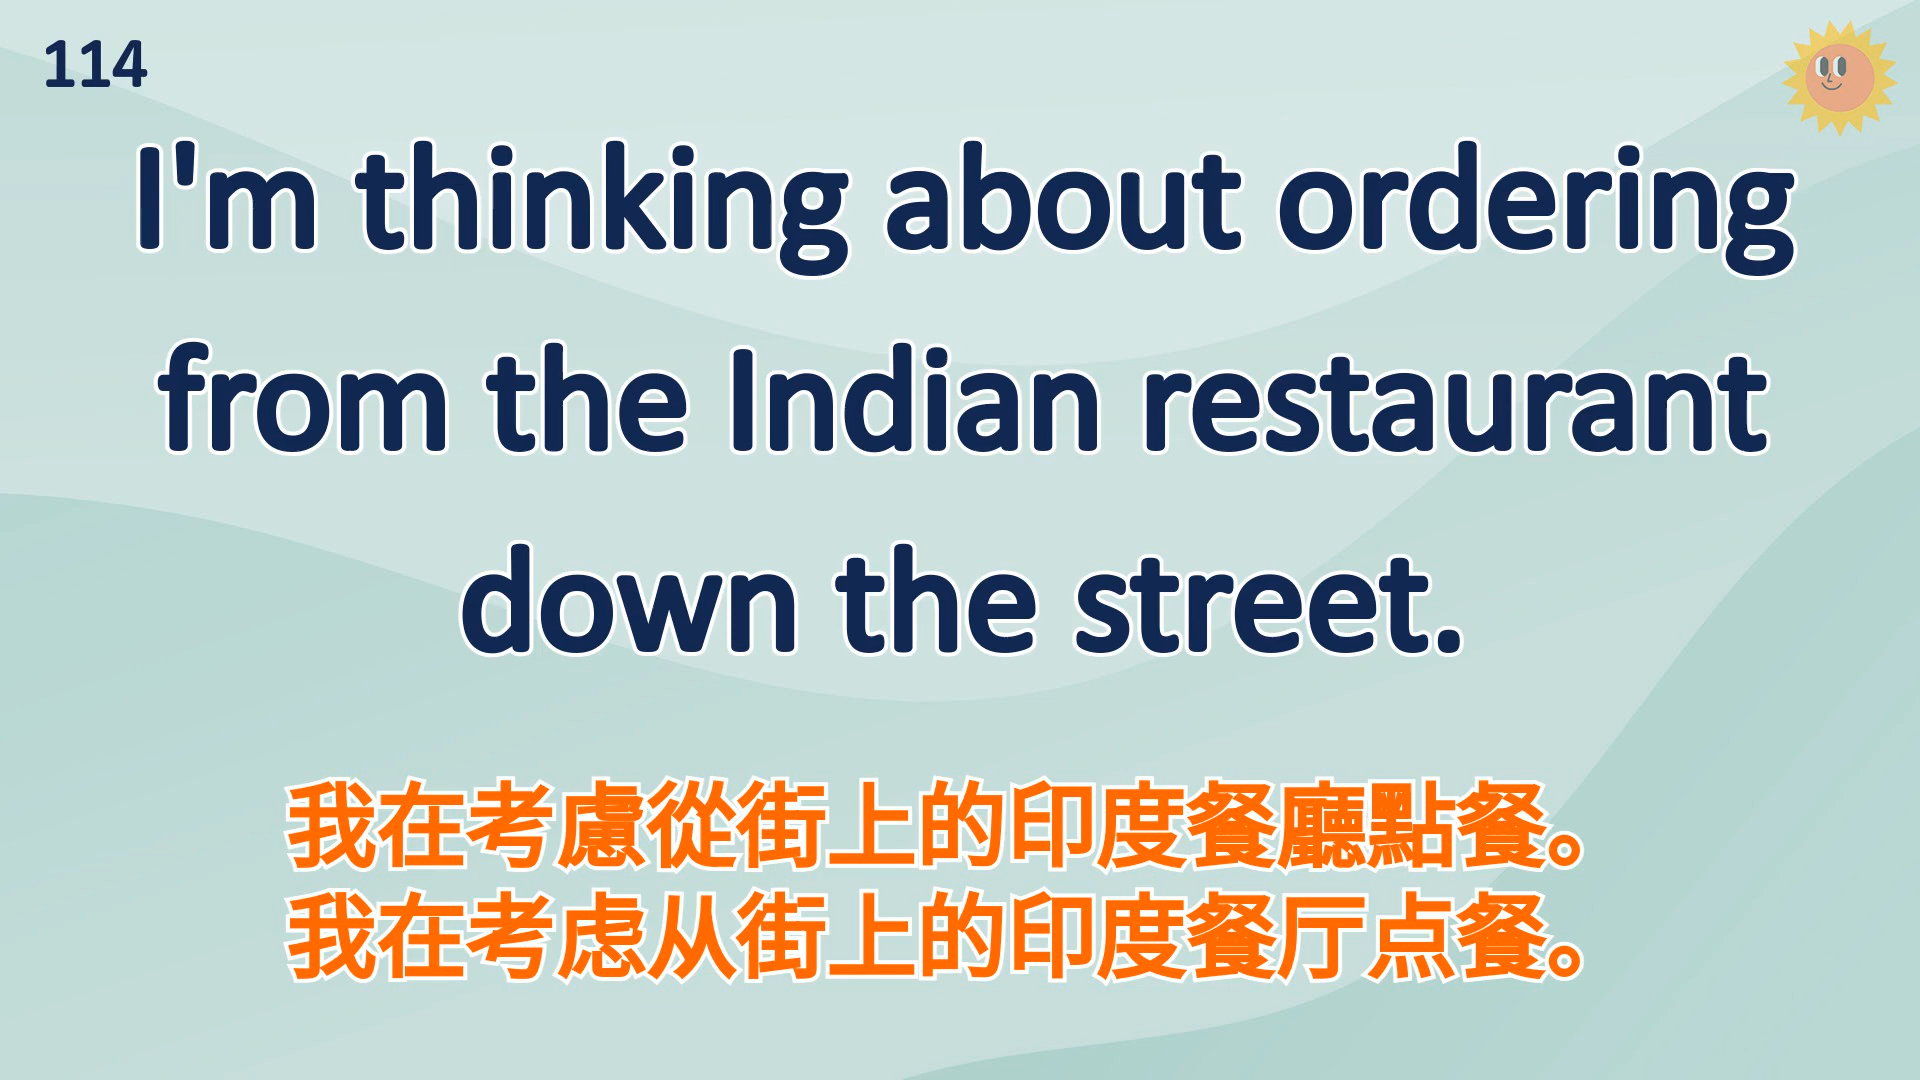 114
I'm thinking about ordering
from the Indian restaurant
down the street.
我在考慮從街上的印度餐廳點餐。
我在考虑从街上的印度餐厅点餐。